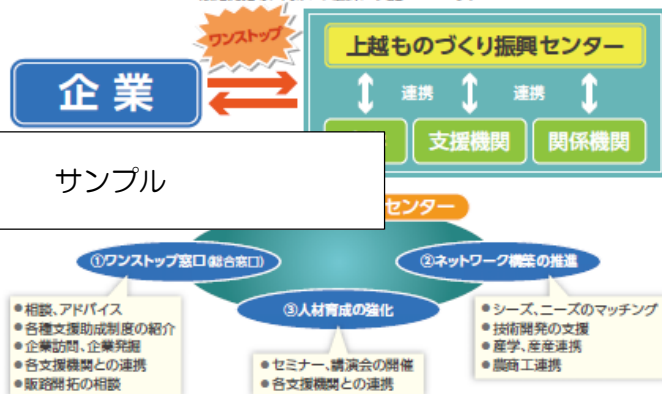 ワンストップ
上越ものづくり振興センター
企業
連携
連携
支援機関
関係機関
サンプル
センター
①ワンストップ窓口(総合窓口)
②ネットワーク構築の推進
③人材育成の強化
●相談、アドバイス
●各種支援助成制度の紹介
●企業訪問、企業発掘
●各支援機関との連携
●販路開拓の相談
●セミナー、講演会の開催
●各支援機関との連携
●シーズ、ニーズのマッチング
●技術開発の支援
●産学、産産連携
●農商工連携